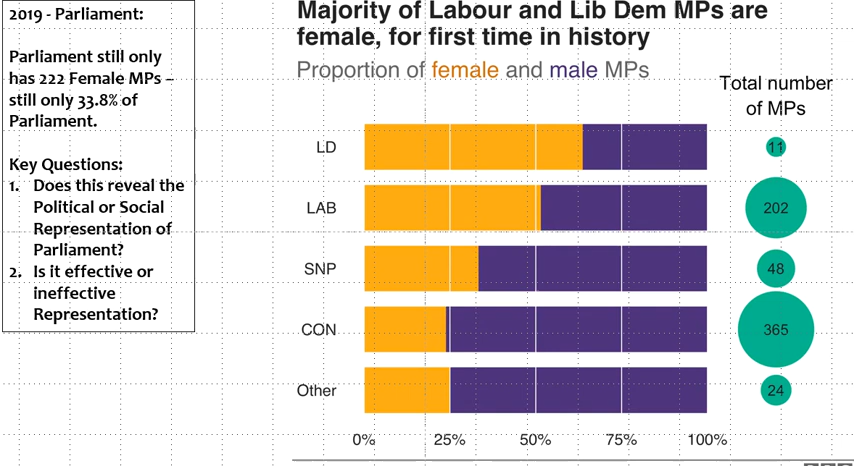 2019 - Parliament:
Parliament still only
has 222 Female MPs –
still only 33.8% of
Parliament.
Key Questions:
1. Does this reveal the
Political or Social
Representation of
Parliament?
2. Is it effective or
ineffective
Representation?
Majority of Labour and Lib Dem MPs are
female, for first time in history
Proportion of female and male MPs
Total number
of MPs
LD
11
LAB
202
SNP
48
CON
365
Other
24
0% 25% 50% 75% 100%